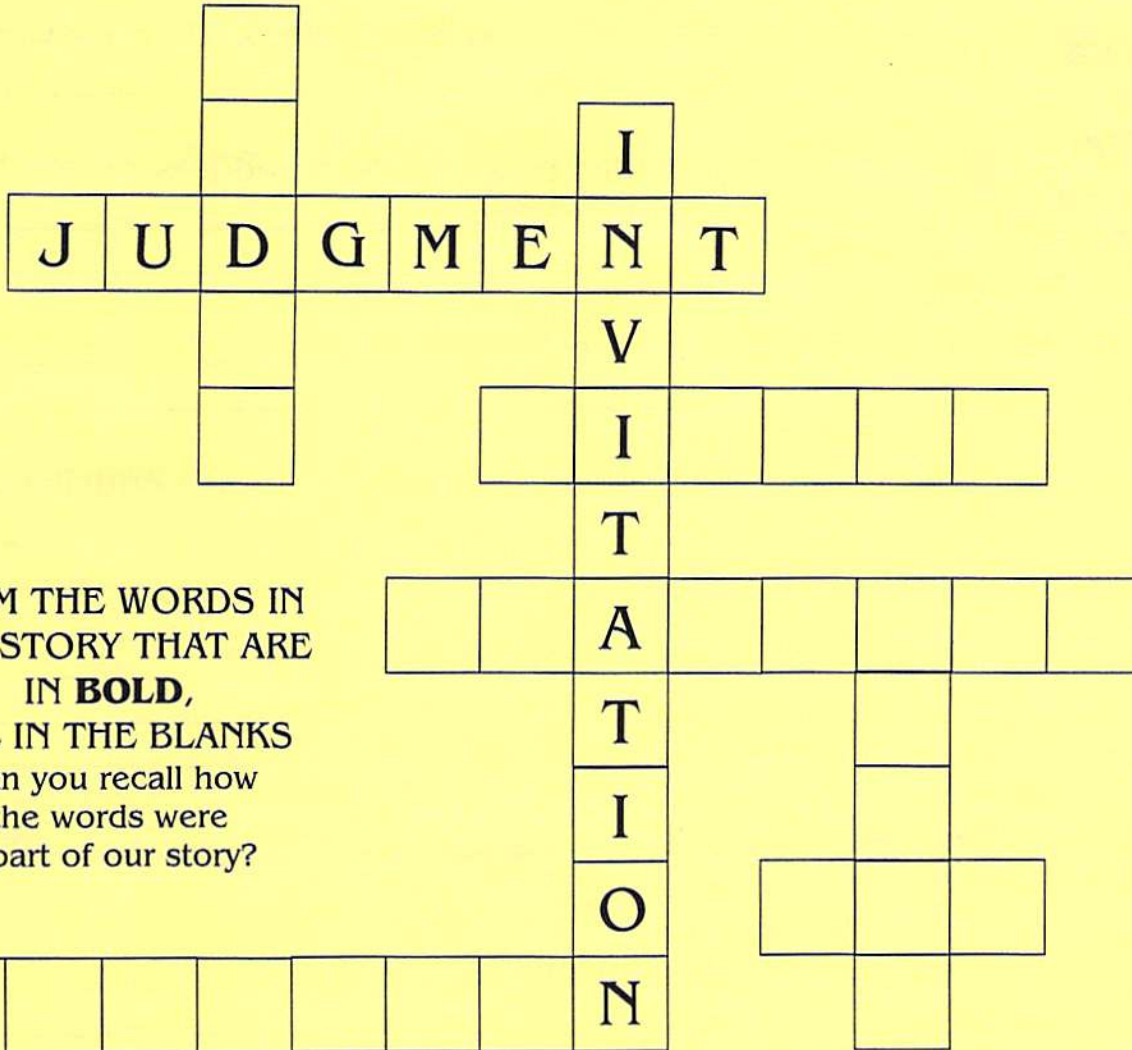 I
JUDGMENT
V
I
T
A
T
I
O
N
M THE WORDS IN
STORY THAT ARE
IN BOLD,
IN THE BLANKS
n you recall how
he words were
part of our story?